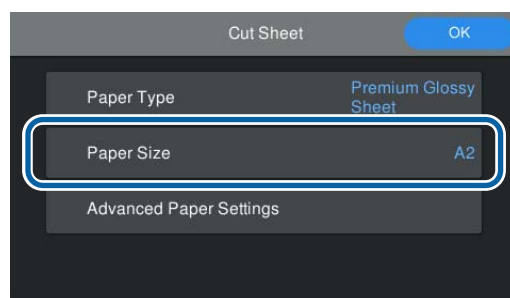 Cut Sheet
OK
Paper Type
Premium Glossy
Sheet
Paper Size
A2
Advanced Paper Settings